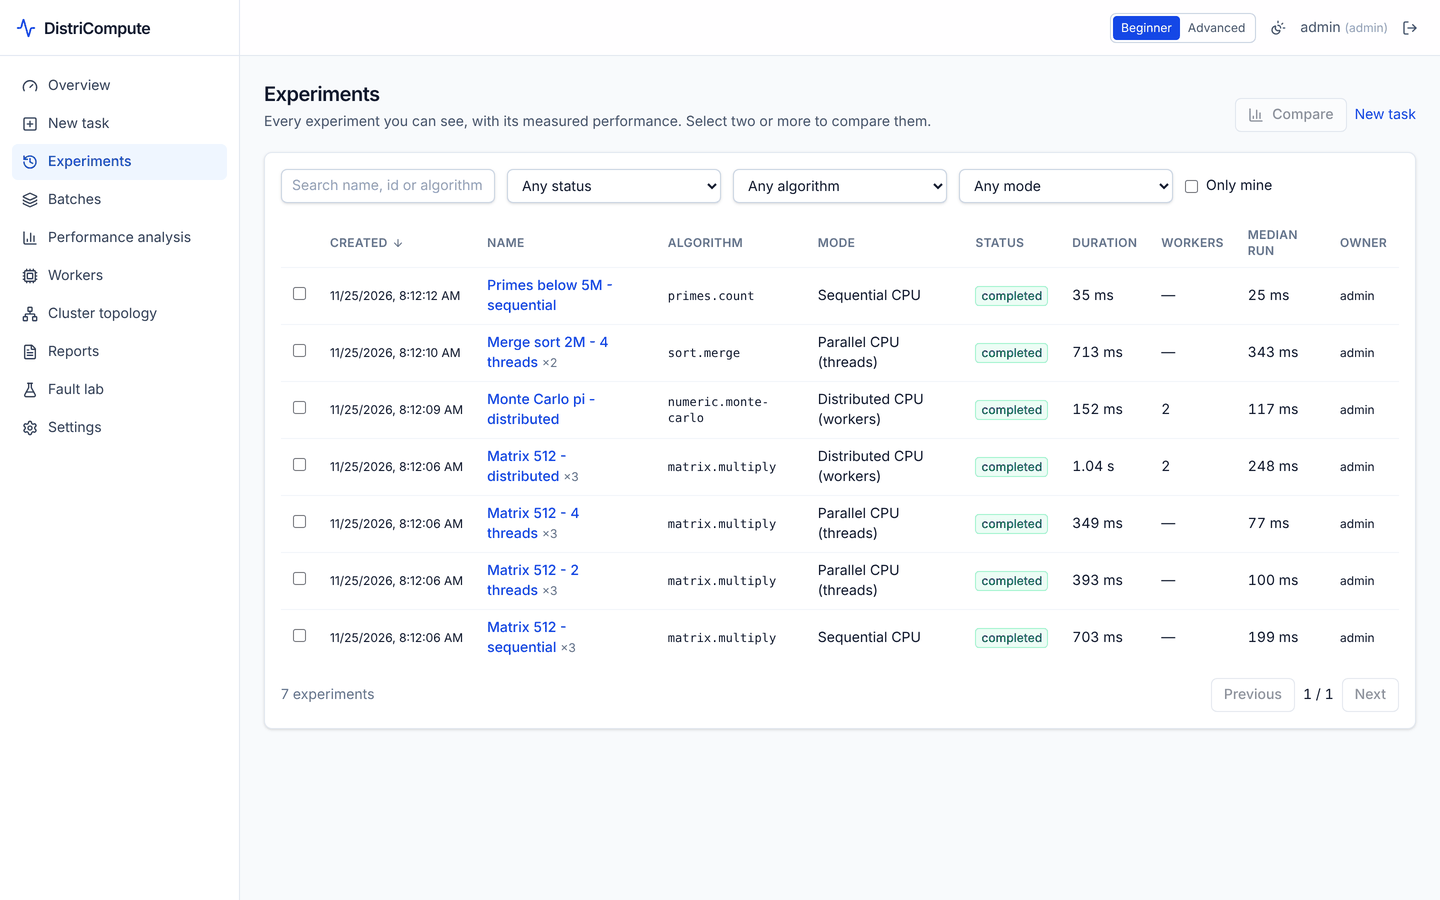 DistriCompute
Beginner Advanced admin (admin)
Overview
New task
Experiments
Batches
Performance analysis
Workers
Cluster topology
Reports
Fault lab
Settings
Experiments
Every experiment you can see, with its measured performance. Select two or more to compare them.
Compare New task
Search name, id or algorithm Any status Any algorithm Any mode Only mine
CREATED ↓ NAME ALGORITHM MODE STATUS DURATION WORKERS MEDIAN RUN OWNER
11/25/2026, 8:12:12 AM Primes below 5M - sequential primes.count Sequential CPU completed 35 ms — 25 ms admin
11/25/2026, 8:12:10 AM Merge sort 2M - 4 threads ×2 sort.merge Parallel CPU (threads) completed 713 ms — 343 ms admin
11/25/2026, 8:12:09 AM Monte Carlo pi - distributed numeric.monte-carlo Distributed CPU (workers) completed 152 ms 2 117 ms admin
11/25/2026, 8:12:06 AM Matrix 512 - distributed ×3 matrix.multiply Distributed CPU (workers) completed 1.04 s 2 248 ms admin
11/25/2026, 8:12:06 AM Matrix 512 - 4 threads ×3 matrix.multiply Parallel CPU (threads) completed 349 ms — 77 ms admin
11/25/2026, 8:12:06 AM Matrix 512 - 2 threads ×3 matrix.multiply Parallel CPU (threads) completed 393 ms — 100 ms admin
11/25/2026, 8:12:06 AM Matrix 512 - sequential ×3 matrix.multiply Sequential CPU completed 703 ms — 199 ms admin
7 experiments Previous 1 / 1 Next